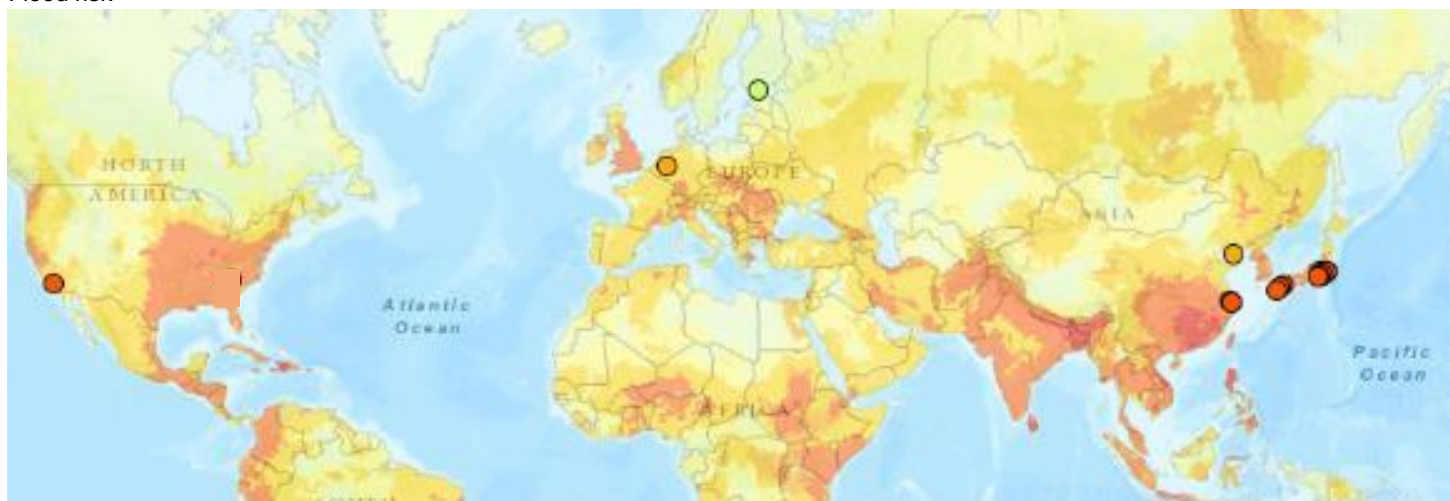 Flood risk
NORTH
AMERICA
EUROPE
ASIA
Atlantic
Ocean
Pacific
Ocean
AFRICA